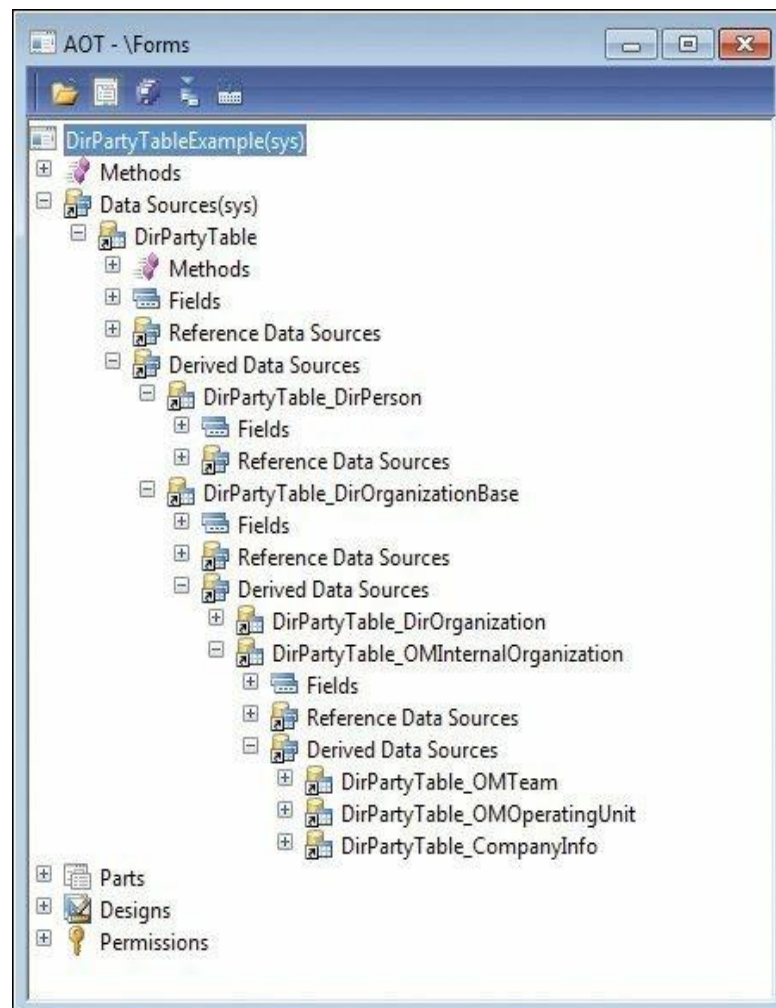 AOT - \Forms
DirPartyTableExample(sys)
Methods
Data Sources(sys)
DirPartyTable
Methods
Fields
Reference Data Sources
Derived Data Sources
DirPartyTable_DirPerson
Fields
Reference Data Sources
DirPartyTable_DirOrganizationBase
Fields
Reference Data Sources
Derived Data Sources
DirPartyTable_DirOrganization
DirPartyTable_OMInternalOrganization
Fields
Reference Data Sources
Derived Data Sources
DirPartyTable_OMTeam
DirPartyTable_OMOperatingUnit
DirPartyTable_CompanyInfo
Parts
Designs
Permissions